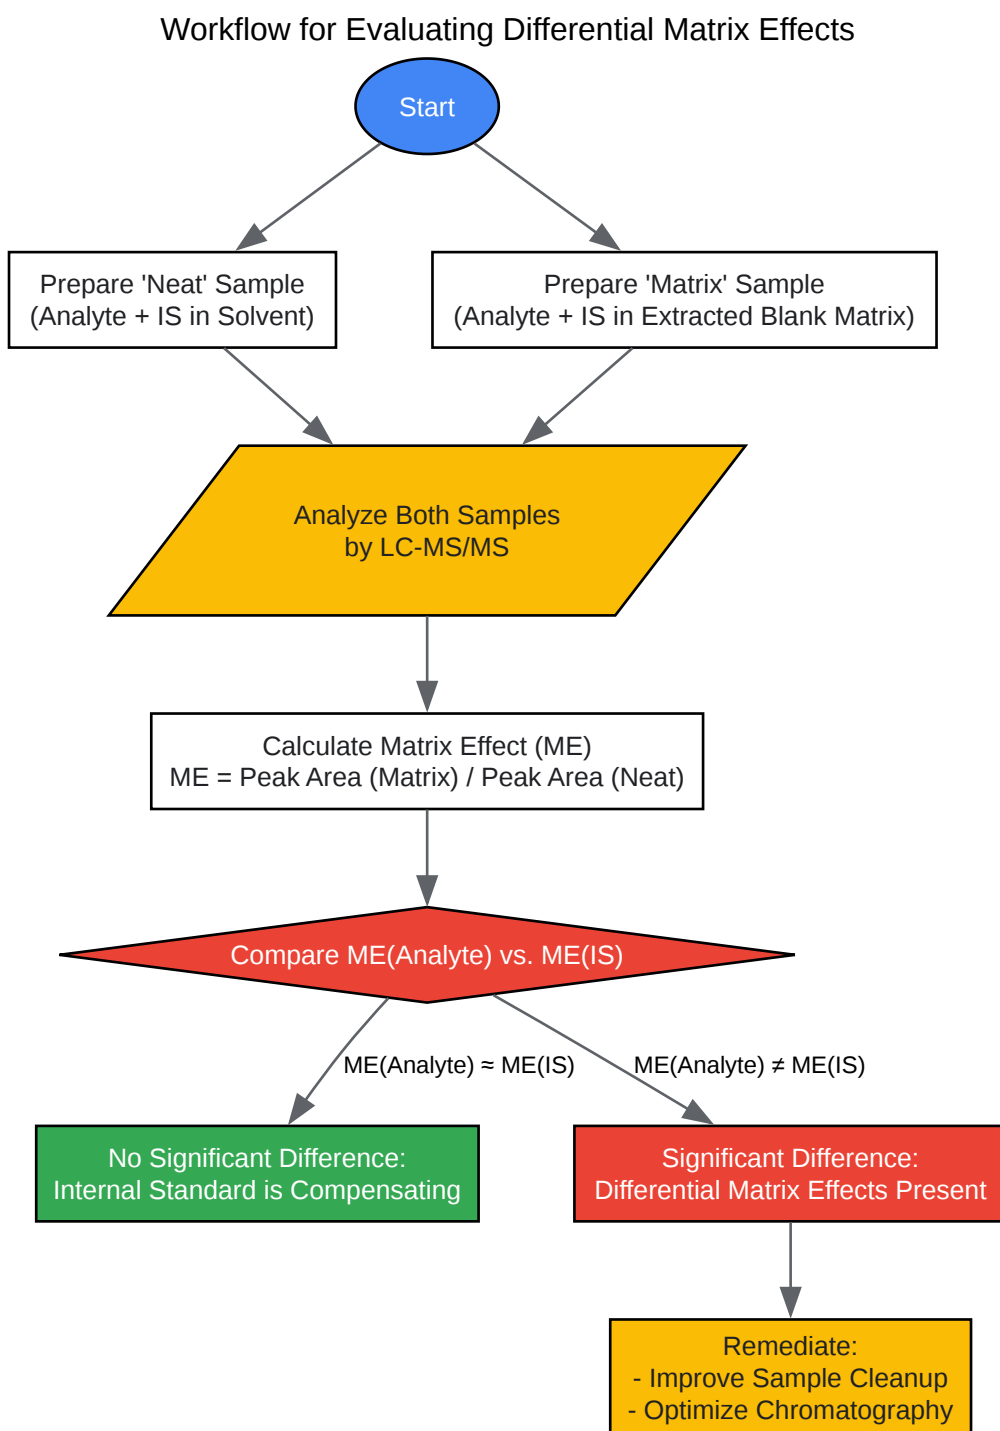 Workflow for Evaluating Differential Matrix Effects
Start
Prepare 'Neat' Sample
(Analyte + IS in Solvent)
Prepare 'Matrix' Sample
(Analyte + IS in Extracted Blank Matrix)
Analyze Both Samples
by LC-MS/MS
Calculate Matrix Effect (ME)
ME = Peak Area (Matrix) / Peak Area (Neat)
Compare ME(Analyte) vs. ME(IS)
ME(Analyte) ≈ ME(IS)
ME(Analyte) ≠ ME(IS)
No Significant Difference:
Internal Standard is Compensating
Significant Difference:
Differential Matrix Effects Present
Remediate:
- Improve Sample Cleanup
- Optimize Chromatography